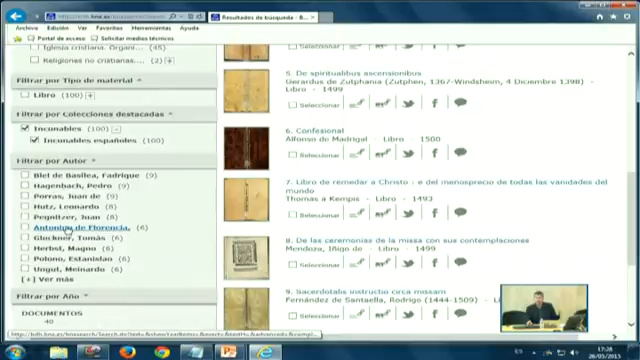 Resultados de búsqueda...
Archivo Edición Ver Favoritos Herramientas Ayuda
Portal de acceso Solicitar medios técnicos
Iglesia cristiana. Organi... (45)
Religiones no cristianas... (2)
Filtrar por Tipo de material
Libro (100)
Filtrar por Colecciones destacadas
Incunables (100)
Incunables españoles (100)
Filtrar por Autor
Biel de Basilea, Fadrique (9)
Hagenbach, Pedro (9)
Porras, Juan de (9)
Hutz, Leonardo (8)
Pegnitzer, Juan (8)
Antonino de Florencia, (6)
Glockner, Tomás (6)
Herbst, Magno (6)
Polono, Estanislao (6)
Ungut, Meinardo (6)
[+] Ver más
Filtrar por Año
DOCUMENTOS
40
Seleccionar
5. De spiritualibus ascensionibus
Gerardus de Zutphania (Zutphen, 1367-Windsheim, 4 Diciembre 1398) -
Libro - 1499
Seleccionar
6. Confesional
Alfonso de Madrigal - Libro - 1500
Seleccionar
7. Libro de remedar a Christo : e del menosprecio de todas las vanidades del
mundo
Thomas a Kempis - Libro - 1493
Seleccionar
8. De las ceremonias de la missa con sus contemplaciones
Mendoza, Iñigo de - Libro - 1499
Seleccionar
9. Sacerdotalis instructio circa missam
Fernández de Santaella, Rodrigo (1444-1509)
Seleccionar
17:28
26/05/2015